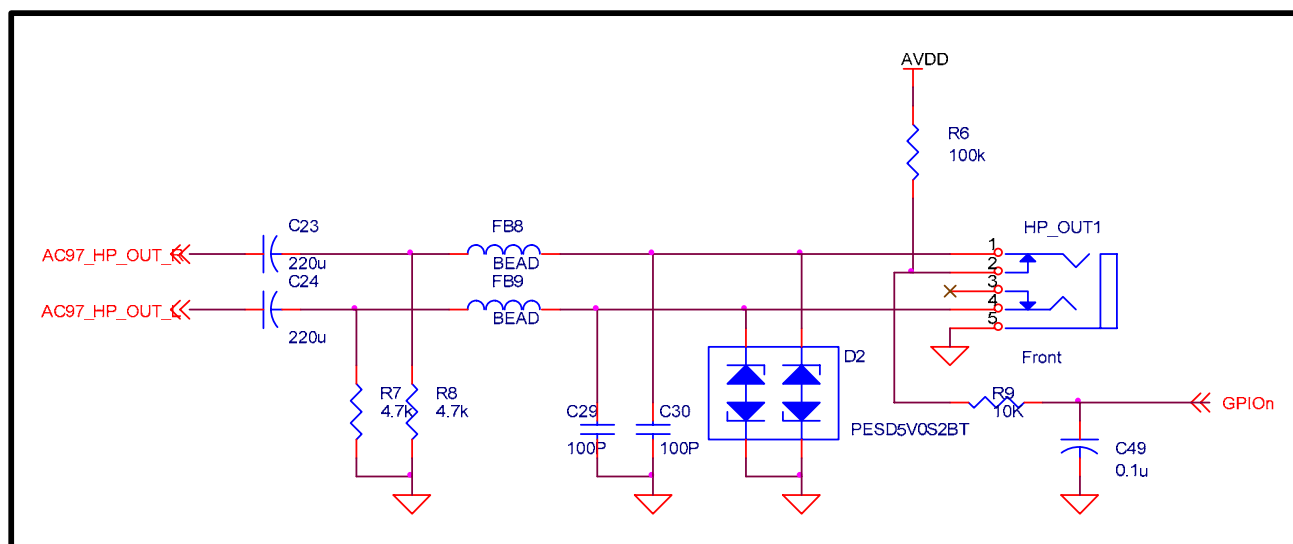 AVDD
R6
100k
C23
FB8
HP_OUT1
AC97_HP_OUT_R
220u
BEAD
1
2
C24
FB9
3
AC97_HP_OUT_L
220u
BEAD
4
5
D2
Front
R7
4.7k
R8
4.7k
R9
10K
GPIOn
C29
100P
C30
100P
PESD5V0S2BT
C49
0.1u